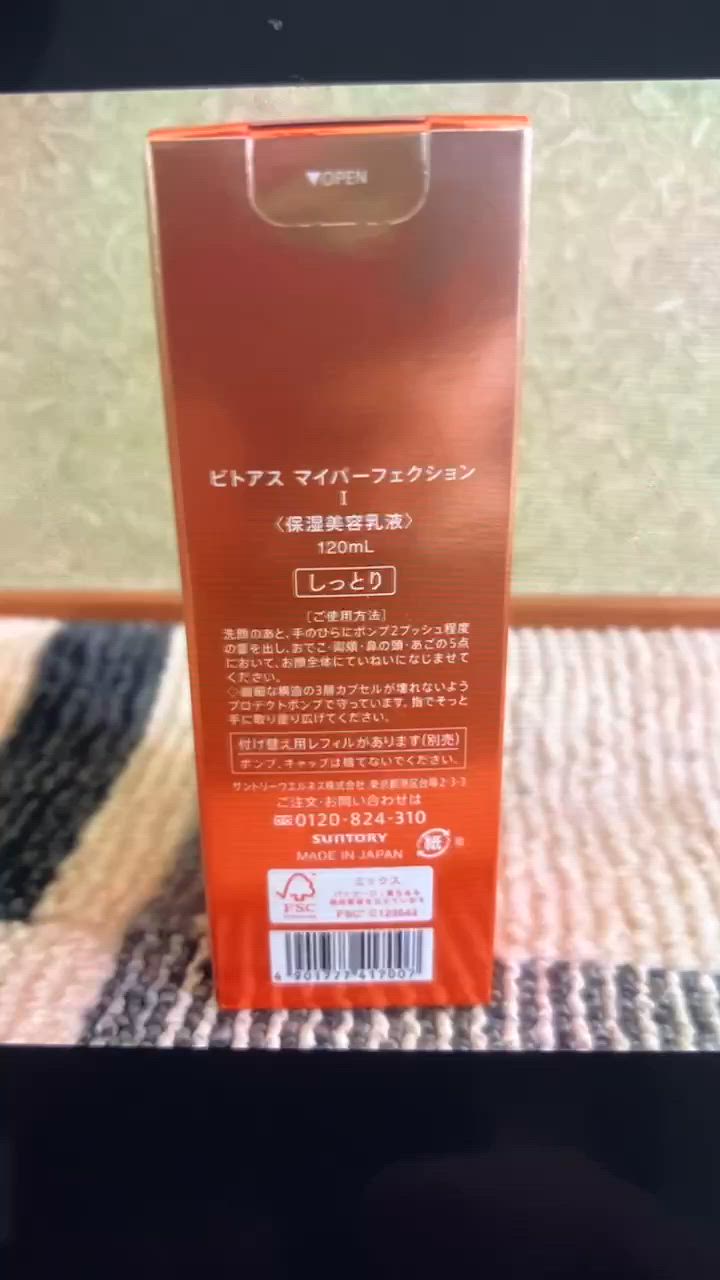 ▼OPEN
ビトアス マイパーフェクション
I
〈保湿美容乳液〉
120mL
しっとり
［ご使用方法］
洗顔のあと、手のひらにポンプ2プッシュ程度
の量を出し、おでこ・両頬・鼻の頭・あごの5点
において、お顔全体にていねいになじませて
ください。
◇繊細な構造の3層カプセルが壊れないよう
プロテクトポンプで守っています。指でそっと
手に取り塗り広げてください。
付け替え用レフィルがあります(別売)
ポンプ、キャップは捨てないでください。
サントリーウエルネス株式会社 東京都港区台場2-3-3
ご注文・お問い合わせは
0120-824-310
SUNTORY
紙
MADE IN JAPAN
FSC
ミックス
FSC®
4 901777 419007